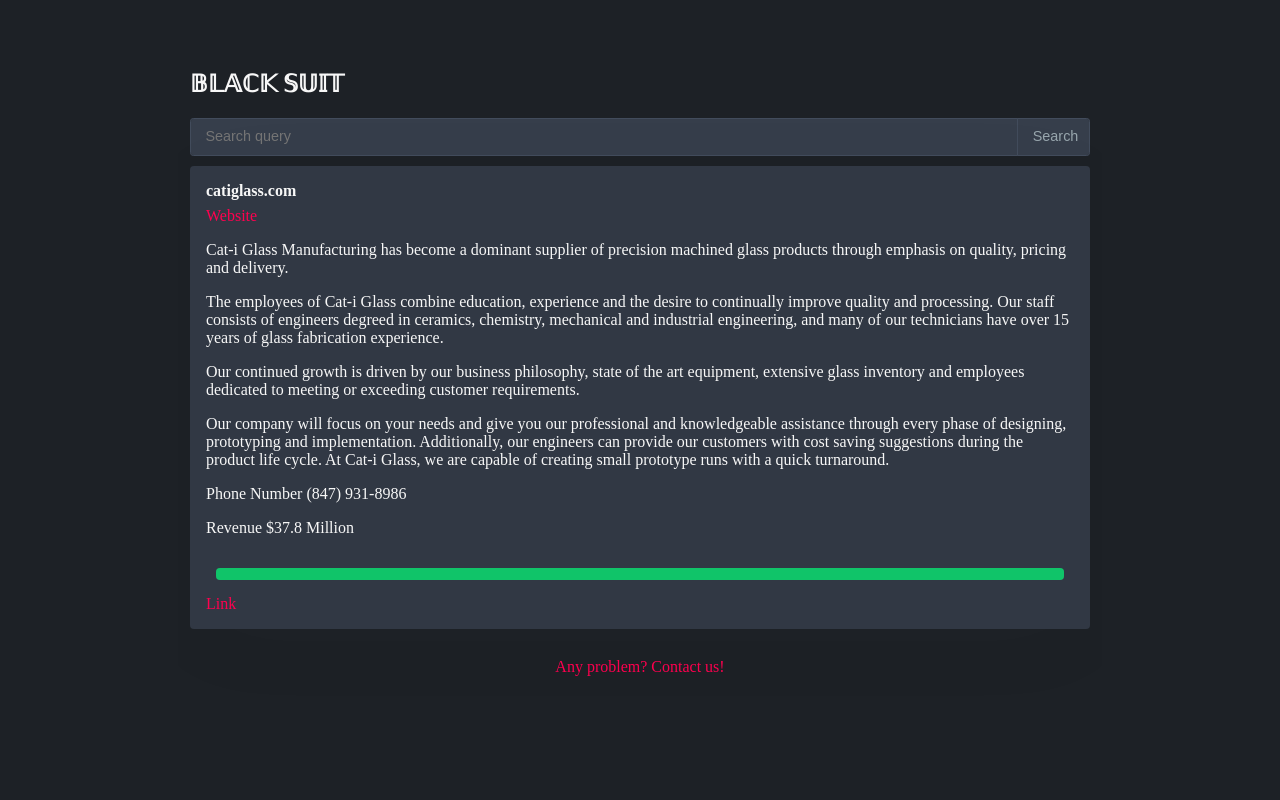 𝔹𝕃𝔸ℂ𝕂 𝕊𝕌𝕀𝕋
Search query
Search
catiglass.com
Website
Cat-i Glass Manufacturing has become a dominant supplier of precision machined glass products through emphasis on quality, pricing
and delivery.
The employees of Cat-i Glass combine education, experience and the desire to continually improve quality and processing. Our staff
consists of engineers degreed in ceramics, chemistry, mechanical and industrial engineering, and many of our technicians have over 15
years of glass fabrication experience.
Our continued growth is driven by our business philosophy, state of the art equipment, extensive glass inventory and employees
dedicated to meeting or exceeding customer requirements.
Our company will focus on your needs and give you our professional and knowledgeable assistance through every phase of designing,
prototyping and implementation. Additionally, our engineers can provide our customers with cost saving suggestions during the
product life cycle. At Cat-i Glass, we are capable of creating small prototype runs with a quick turnaround.
Phone Number (847) 931-8986
Revenue $37.8 Million
Link
Any problem? Contact us!